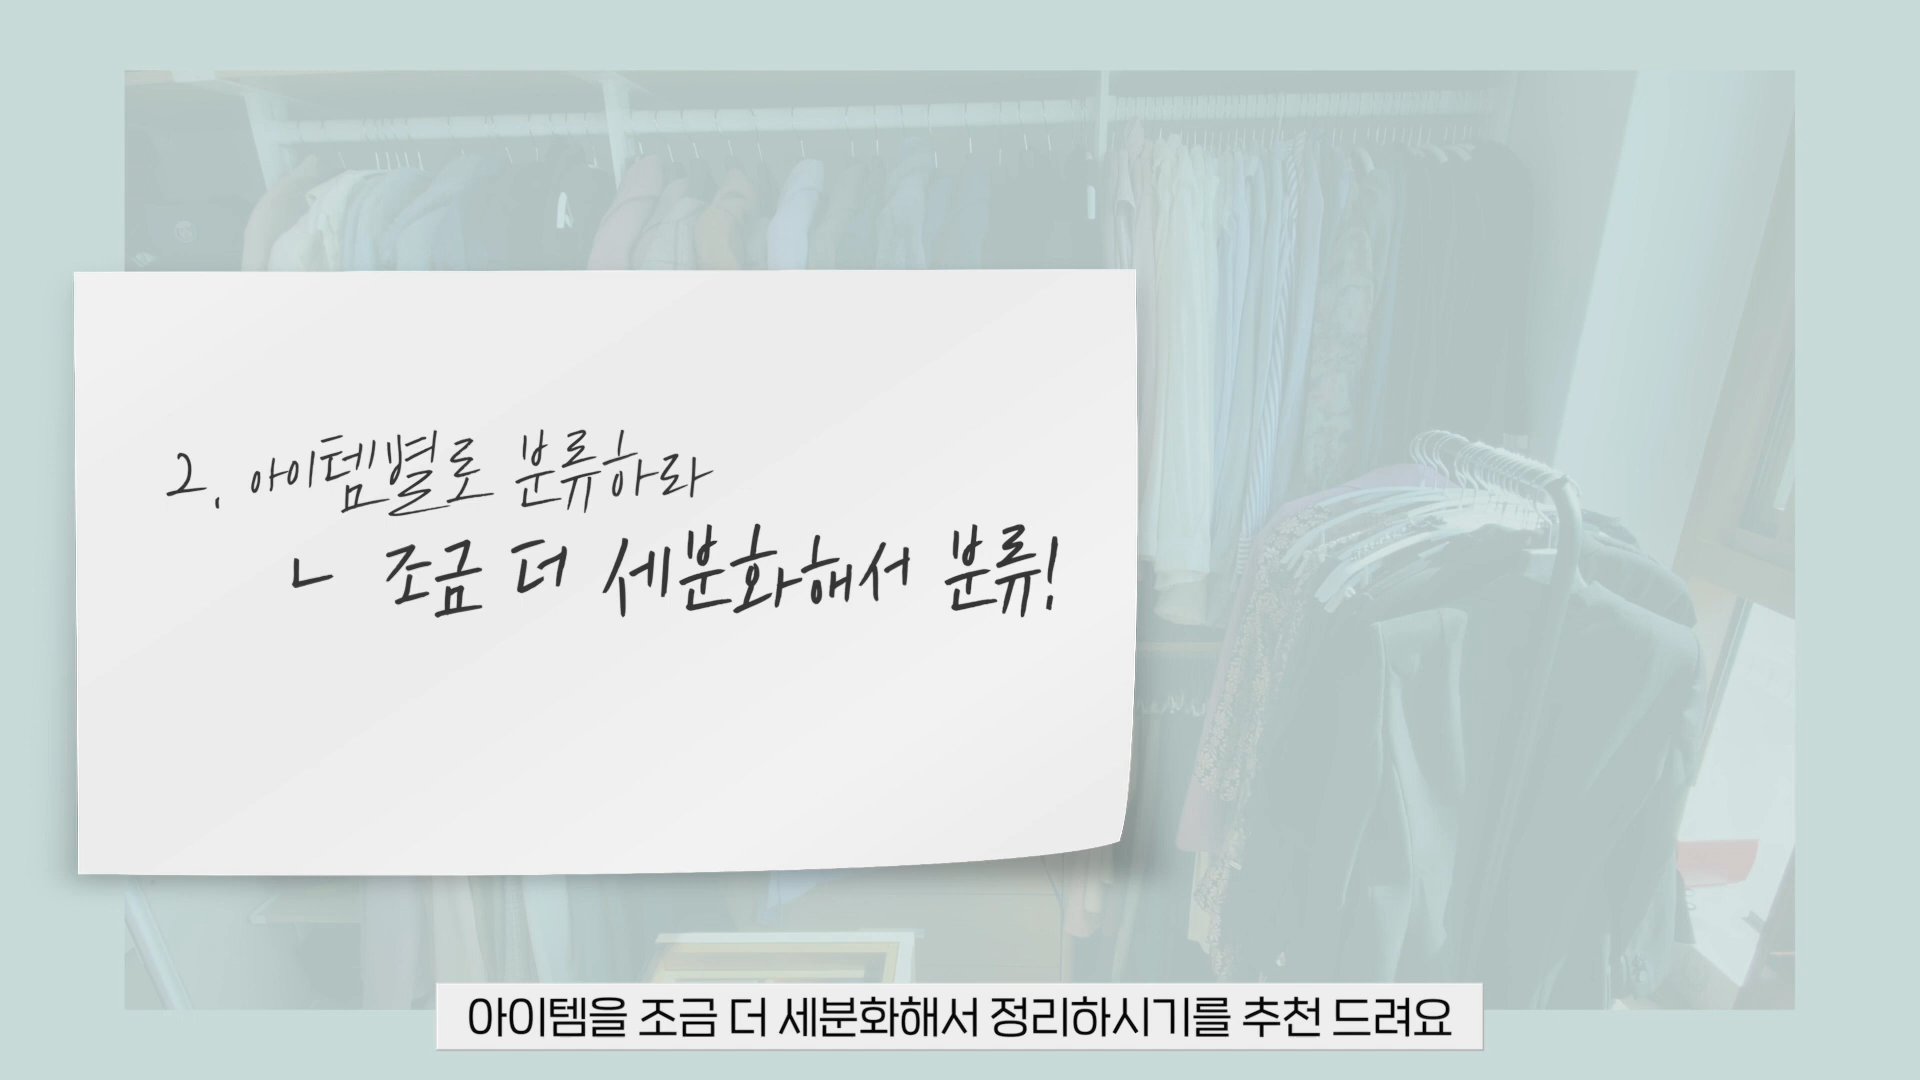 2. 아이템별로 분류하라
ㄴ 조금 더 세분화해서 분류!
아이템을 조금 더 세분화해서 정리하시기를 추천 드려요